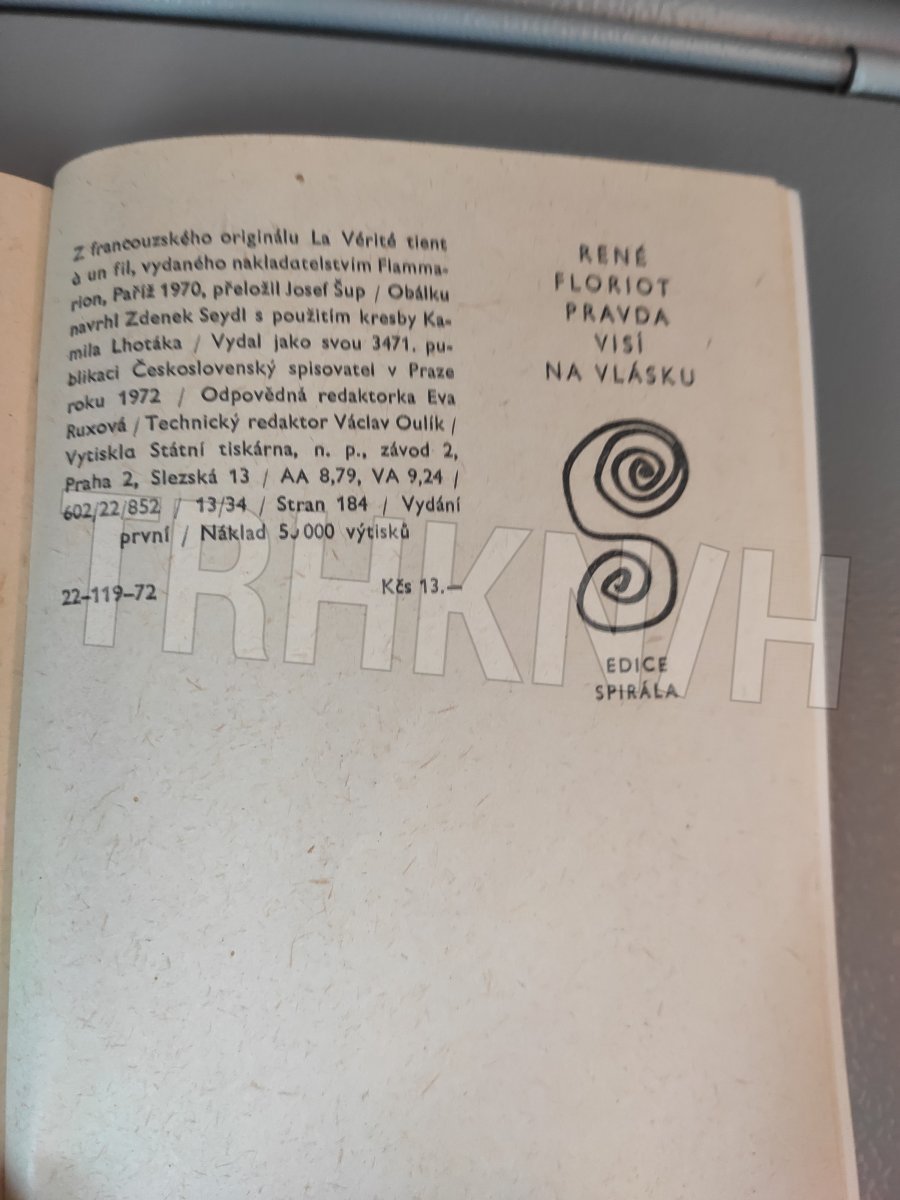 Z francouzského originálu La Vérité tient
à un fil, vydaného nakladatelstvím Flamma-
rion, Paříž 1970, přeložil Josef Šup / Obálku
navrhl Zdenek Seydl s použitím kresby Ka-
mila Lhotáka / Vydal jako svou 3471. pu-
blikaci Československý spisovatel v Praze
roku 1972 / Odpovědná redaktorka Eva
Ruxová / Technický redaktor Václav Oulík /
Vytiskla Státní tiskárna, n. p., závod 2,
Praha 2, Slezská 13 / AA 8,79, VA 9,24 /
602/22/852 / 13/34 / Stran 184 / Vydání
první / Náklad 5 000 výtisků
22–119–72 Kčs 13.—
RENÉ
FLORIOT
PRAVDA
VISÍ
NA VLÁSKU
EDICE
SPIRÁLA
TRHKNIH